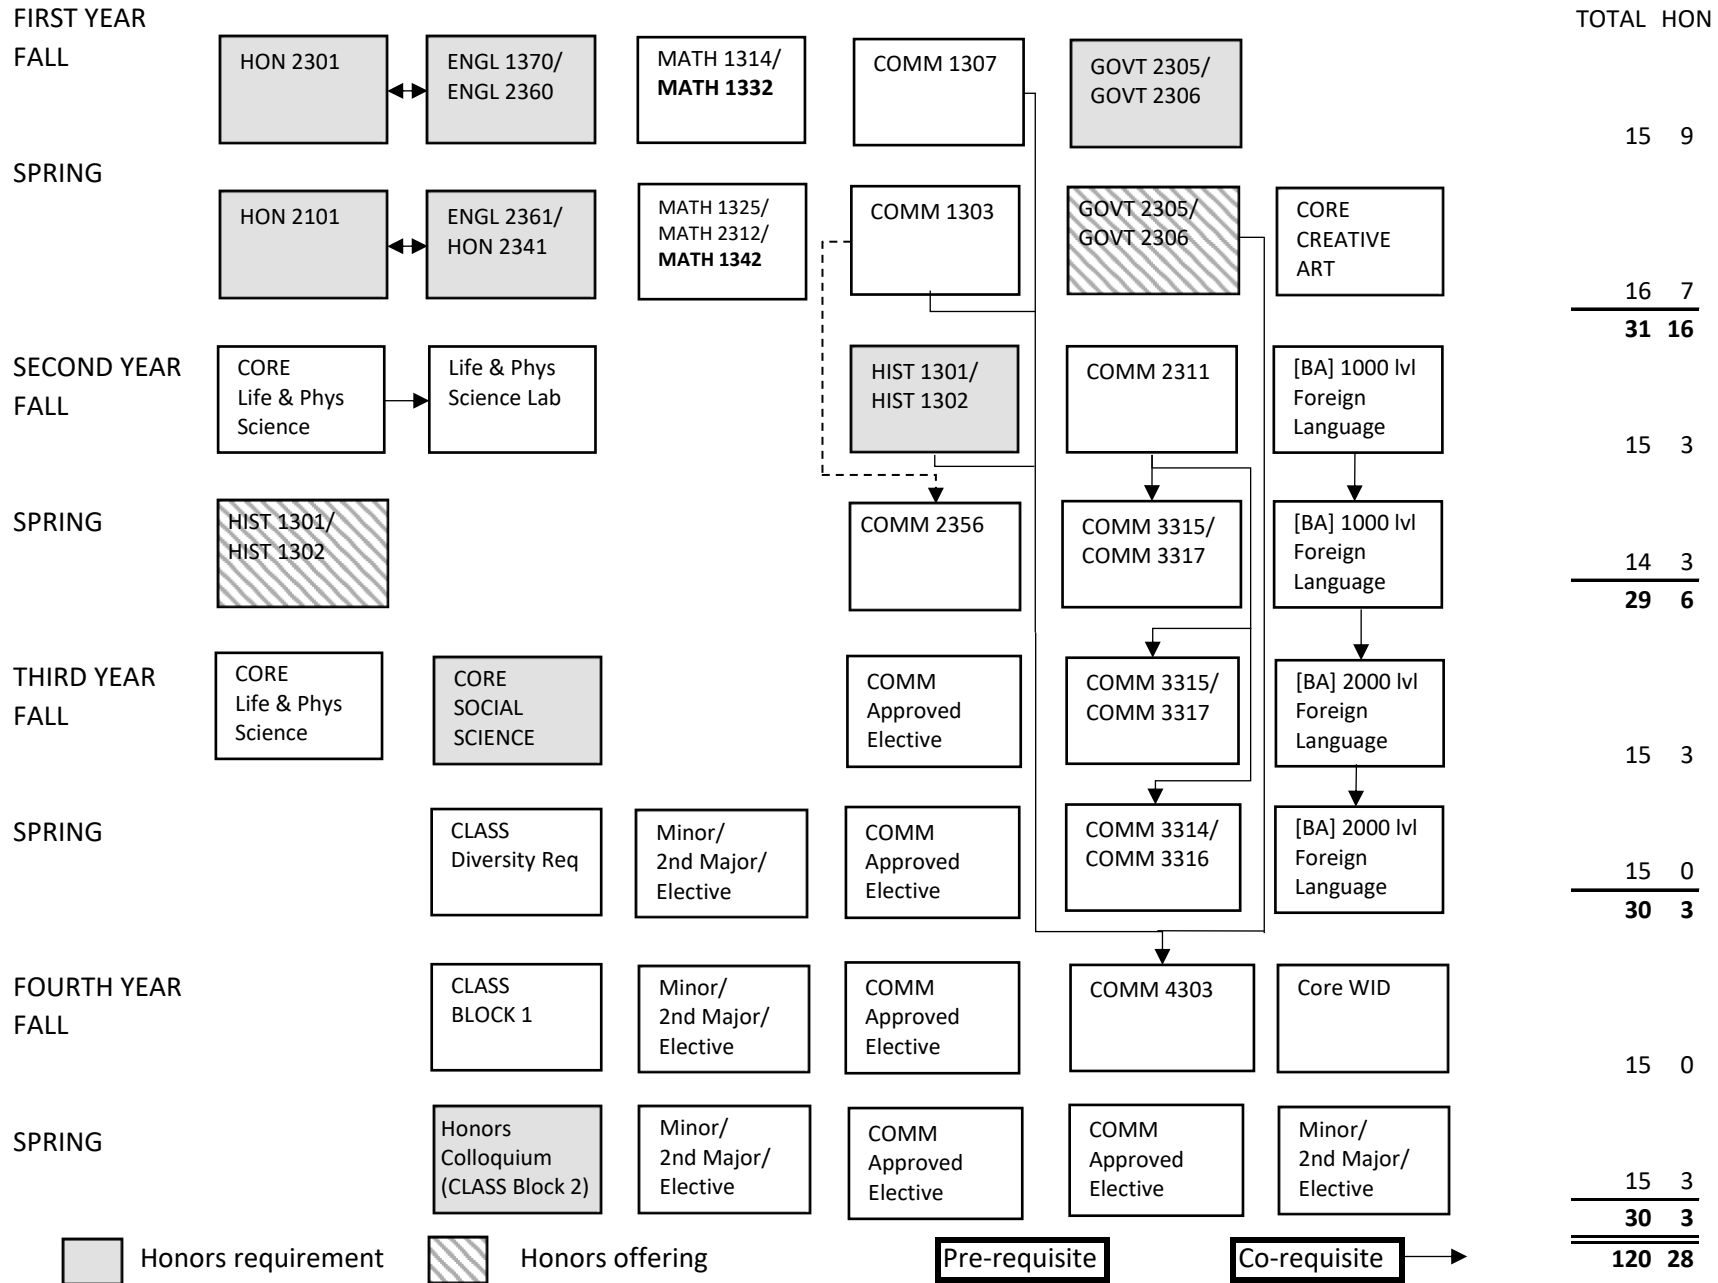 FIRST YEAR
TOTAL HON
FALL
HON 2301
ENGL 1370/
ENGL 2360
MATH 1314/
MATH 1332
COMM 1307
GOVT 2305/
GOVT 2306
15 9
SPRING
HON 2101
ENGL 2361/
HON 2341
MATH 1325/
MATH 2312/
MATH 1342
COMM 1303
GOVT 2305/
GOVT 2306
CORE
CREATIVE
ART
16 7
31 16
SECOND YEAR
FALL
CORE
Life & Phys
Science
Life & Phys
Science Lab
HIST 1301/
HIST 1302
COMM 2311
[BA] 1000 lvl
Foreign
Language
15 3
SPRING
HIST 1301/
HIST 1302
COMM 2356
COMM 3315/
COMM 3317
[BA] 1000 lvl
Foreign
Language
14 3
29 6
THIRD YEAR
FALL
CORE
Life & Phys
Science
CORE
SOCIAL
SCIENCE
COMM
Approved
Elective
COMM 3315/
COMM 3317
[BA] 2000 lvl
Foreign
Language
15 3
SPRING
CLASS
Diversity Req
Minor/
2nd Major/
Elective
COMM
Approved
Elective
COMM 3314/
COMM 3316
[BA] 2000 lvl
Foreign
Language
15 0
30 3
FOURTH YEAR
FALL
CLASS
BLOCK 1
Minor/
2nd Major/
Elective
COMM
Approved
Elective
COMM 4303
Core WID
15 0
SPRING
Honors
Colloquium
(CLASS Block 2)
Minor/
2nd Major/
Elective
COMM
Approved
Elective
COMM
Approved
Elective
Minor/
2nd Major/
Elective
15 3
30 3
Honors requirement
Honors offering
Pre-requisite
Co-requisite
120 28